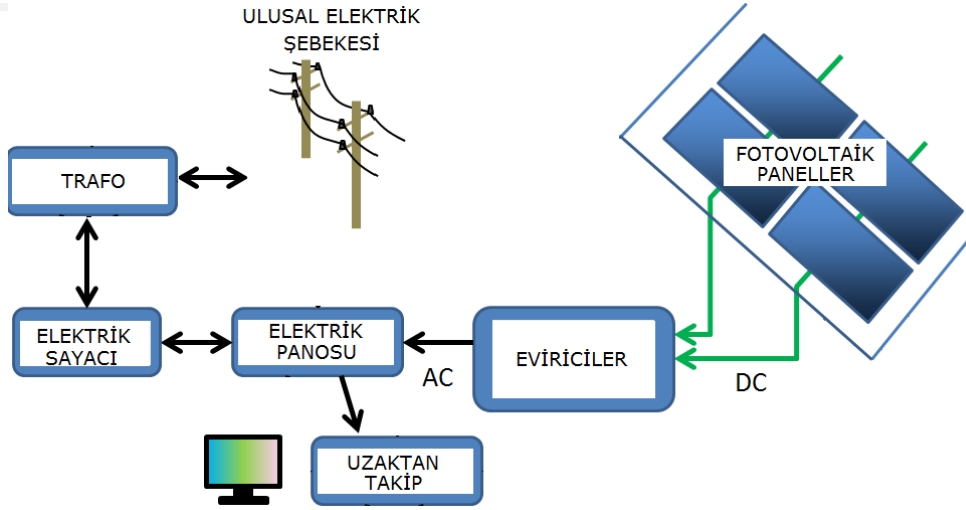 ULUSAL ELEKTRİK
ŞEBEKESİ
TRAFO
FOTOVOLTAİK
PANELLER
ELEKTRİK
SAYACI
ELEKTRİK
PANOSU
AC
EVİRİCİLER
DC
UZAKTAN
TAKİP